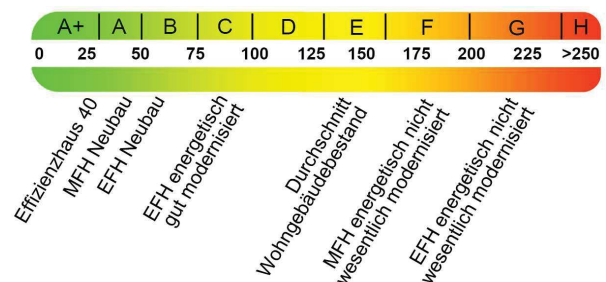 A+ A B C D E F G H
0 25 50 75 100 125 150 175 200 225 >250
Effizienzhaus 40
MFH Neubau
EFH Neubau
EFH energetisch
gut modernisiert
Durchschnitt
Wohngebäudebestand
MFH energetisch nicht
wesentlich modernisiert
EFH energetisch nicht
wesentlich modernisiert